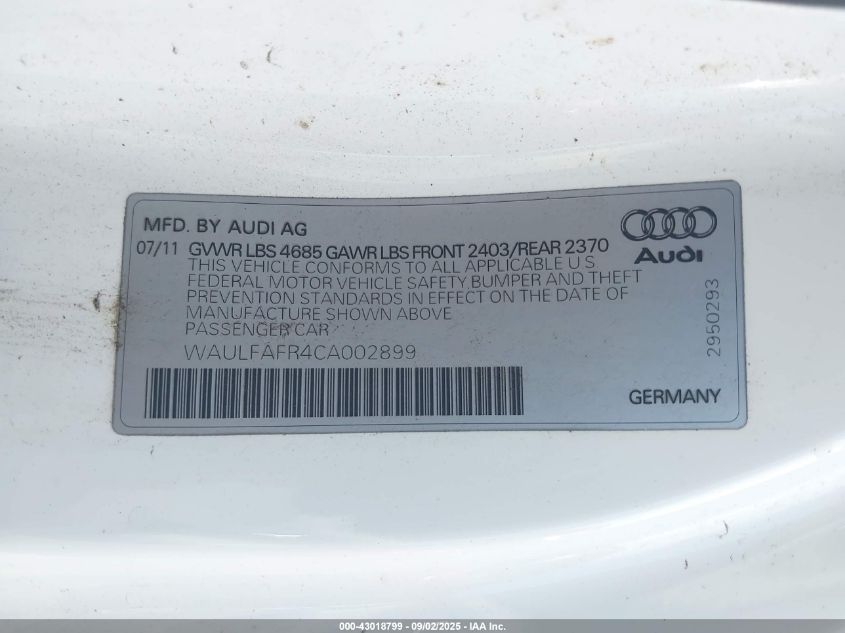 MFD. BY AUDI AG
07/11 GVWR LBS 4685 GAWR LBS FRONT 2403/REAR 2370
THIS VEHICLE CONFORMS TO ALL APPLICABLE U S
FEDERAL MOTOR VEHICLE SAFETY BUMPER AND THEFT
PREVENTION STANDARDS IN EFFECT ON THE DATE OF
MANUFACTURE SHOWN ABOVE
PASSENGER CAR
WAULFAFR4CA002899
Audi
2950293
GERMANY
000-43018799 - 09/02/2025 - IAA Inc.